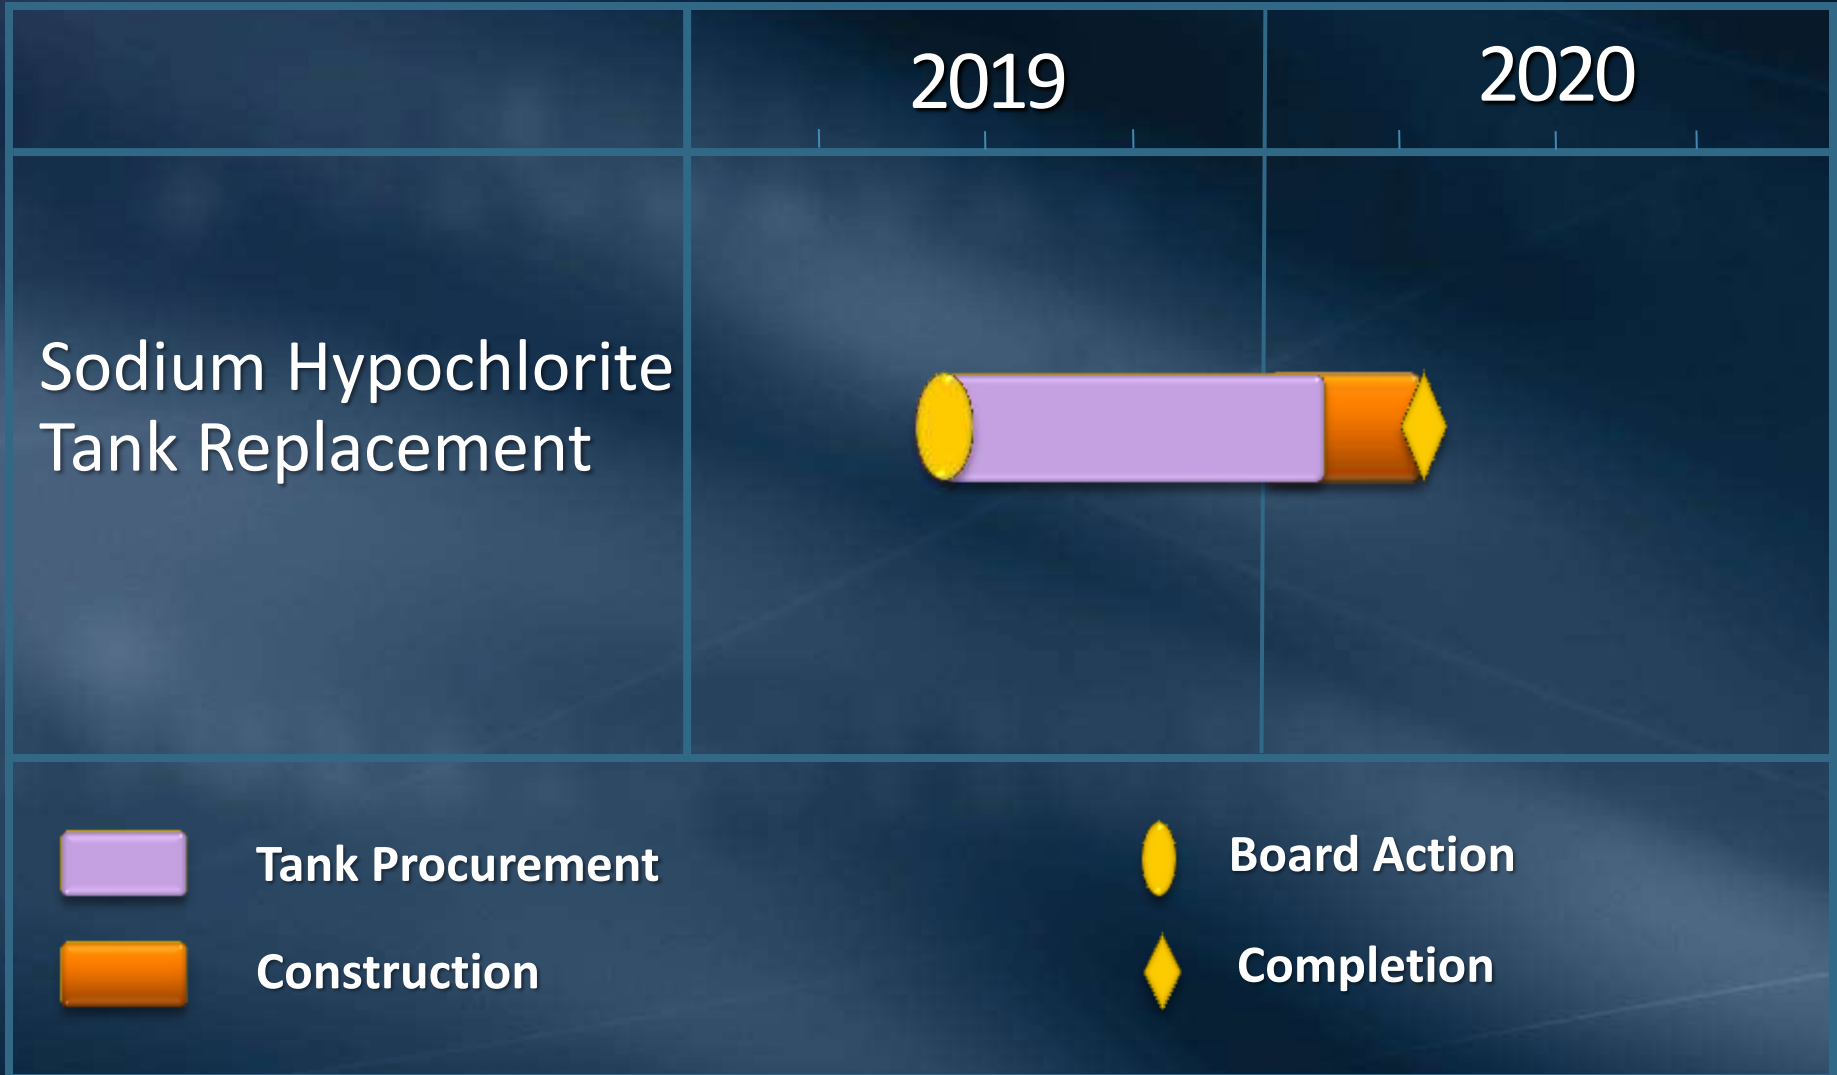 2019
2020
Sodium Hypochlorite
Tank Replacement
Tank Procurement
Board Action
Construction
Completion